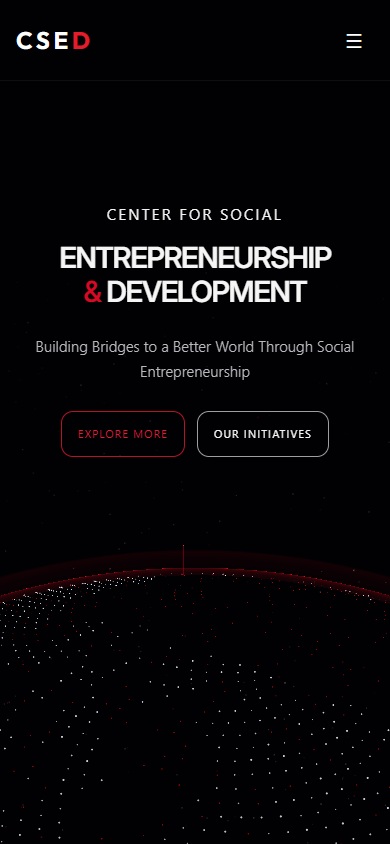 CSED
CENTER FOR SOCIAL
ENTREPRENEURSHIP
& DEVELOPMENT
Building Bridges to a Better World Through Social
Entrepreneurship
EXPLORE MORE
OUR INITIATIVES